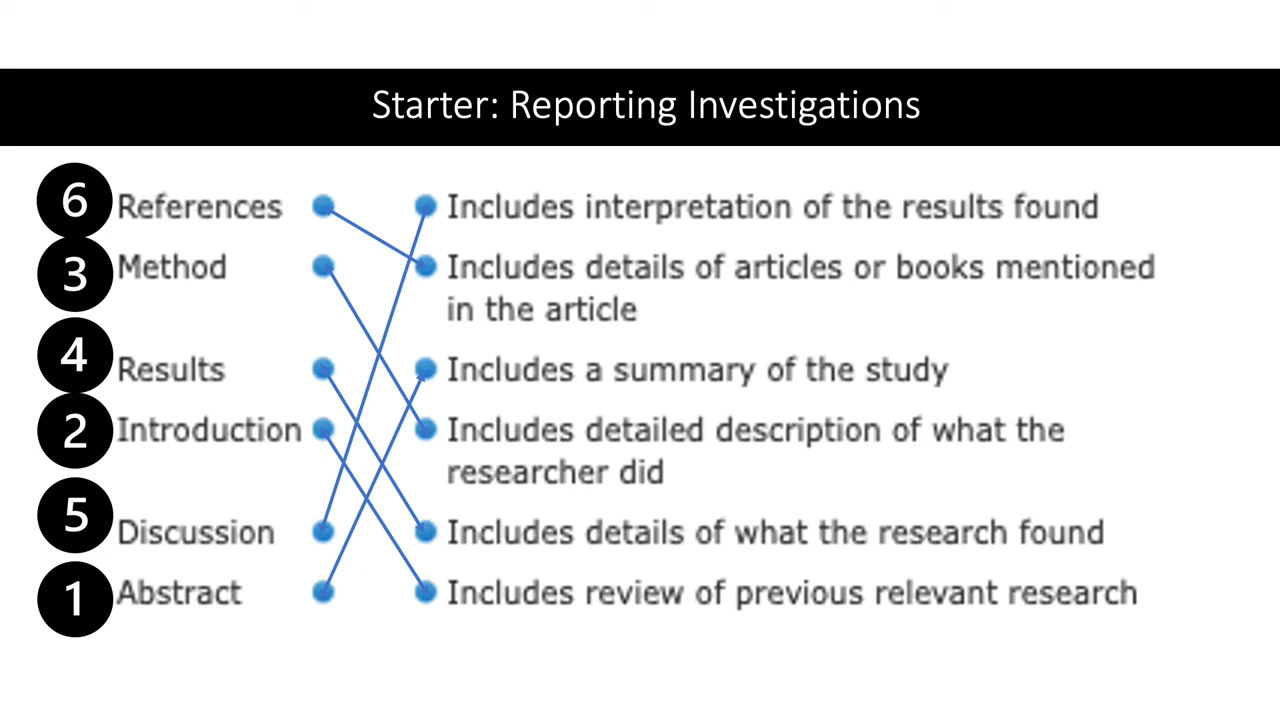 Starter: Reporting Investigations
6 References Includes interpretation of the results found
3 Method Includes details of articles or books mentioned
in the article
4 Results Includes a summary of the study
2 Introduction Includes detailed description of what the
researcher did
5 Discussion Includes details of what the research found
1 Abstract Includes review of previous relevant research